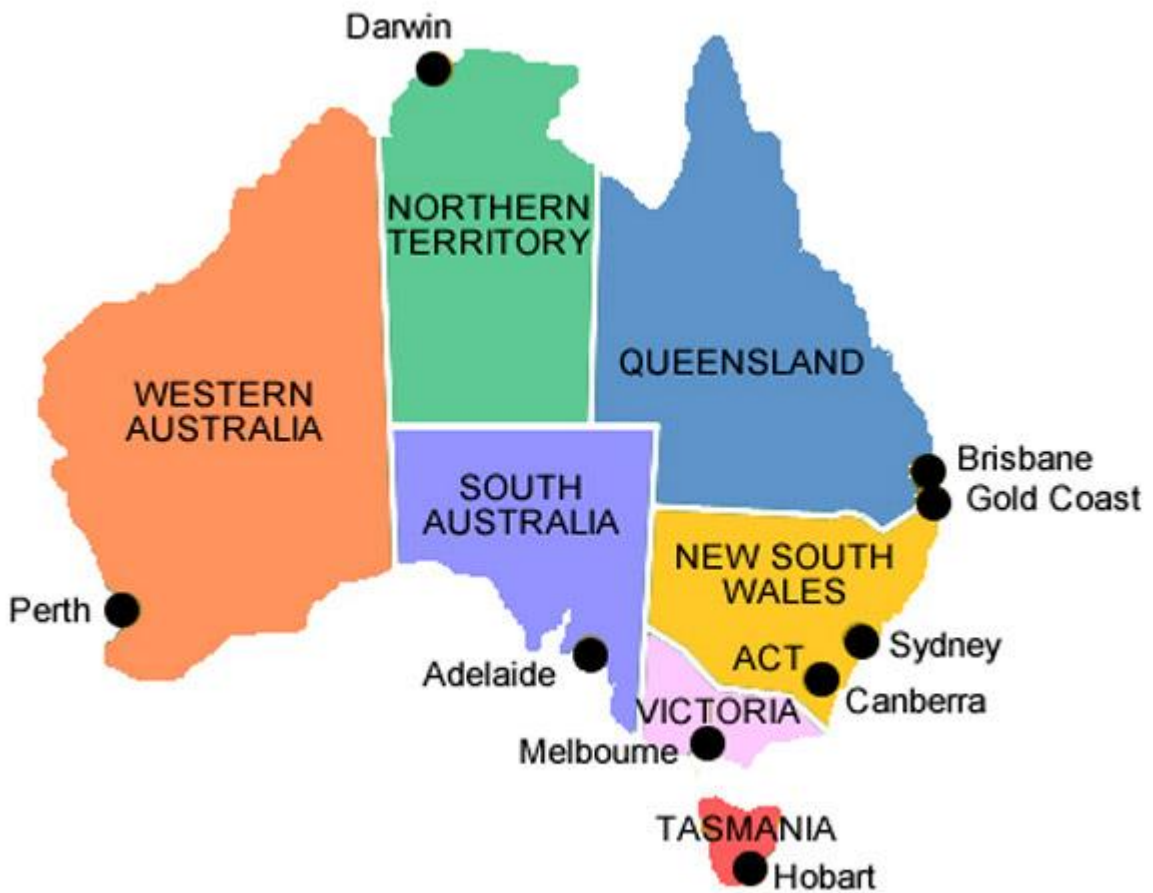 Darwin
NORTHERN
TERRITORY
QUEENSLAND
WESTERN
AUSTRALIA
Brisbane
SOUTH
AUSTRALIA
Gold Coast
NEW SOUTH
WALES
Perth
Sydney
ACT
Adelaide
Canberra
VICTORIA
Melbourne
TASMANIA
Hobart